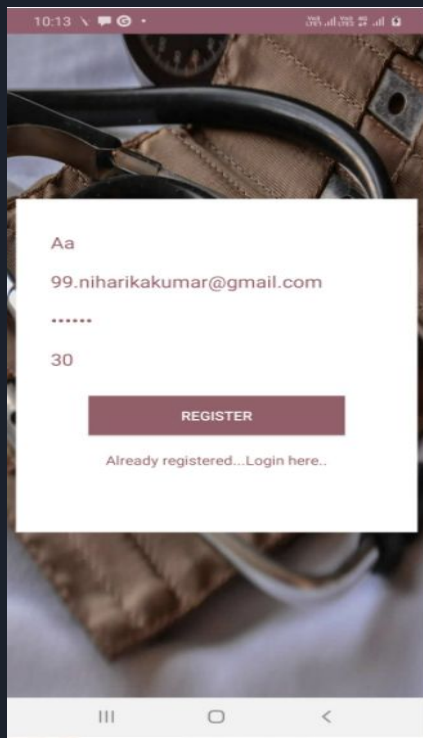 10:13
Aa
99.niharikakumar@gmail.com
••••••
30
REGISTER
Already registered...Login here..